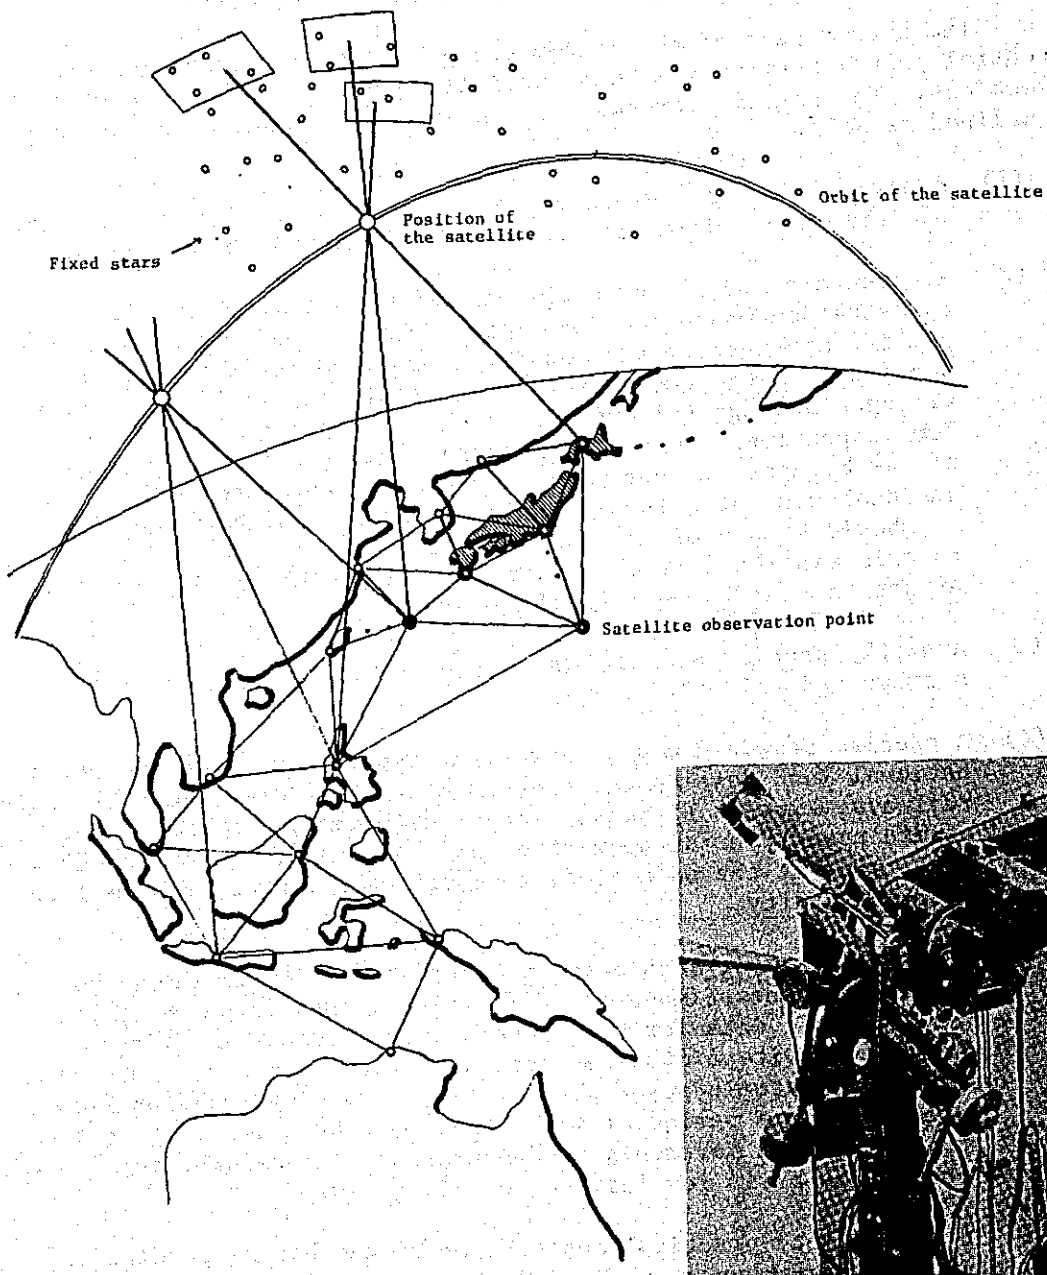 Orbit of the satellite
Position of
the satellite
Fixed stars
Satellite observation point